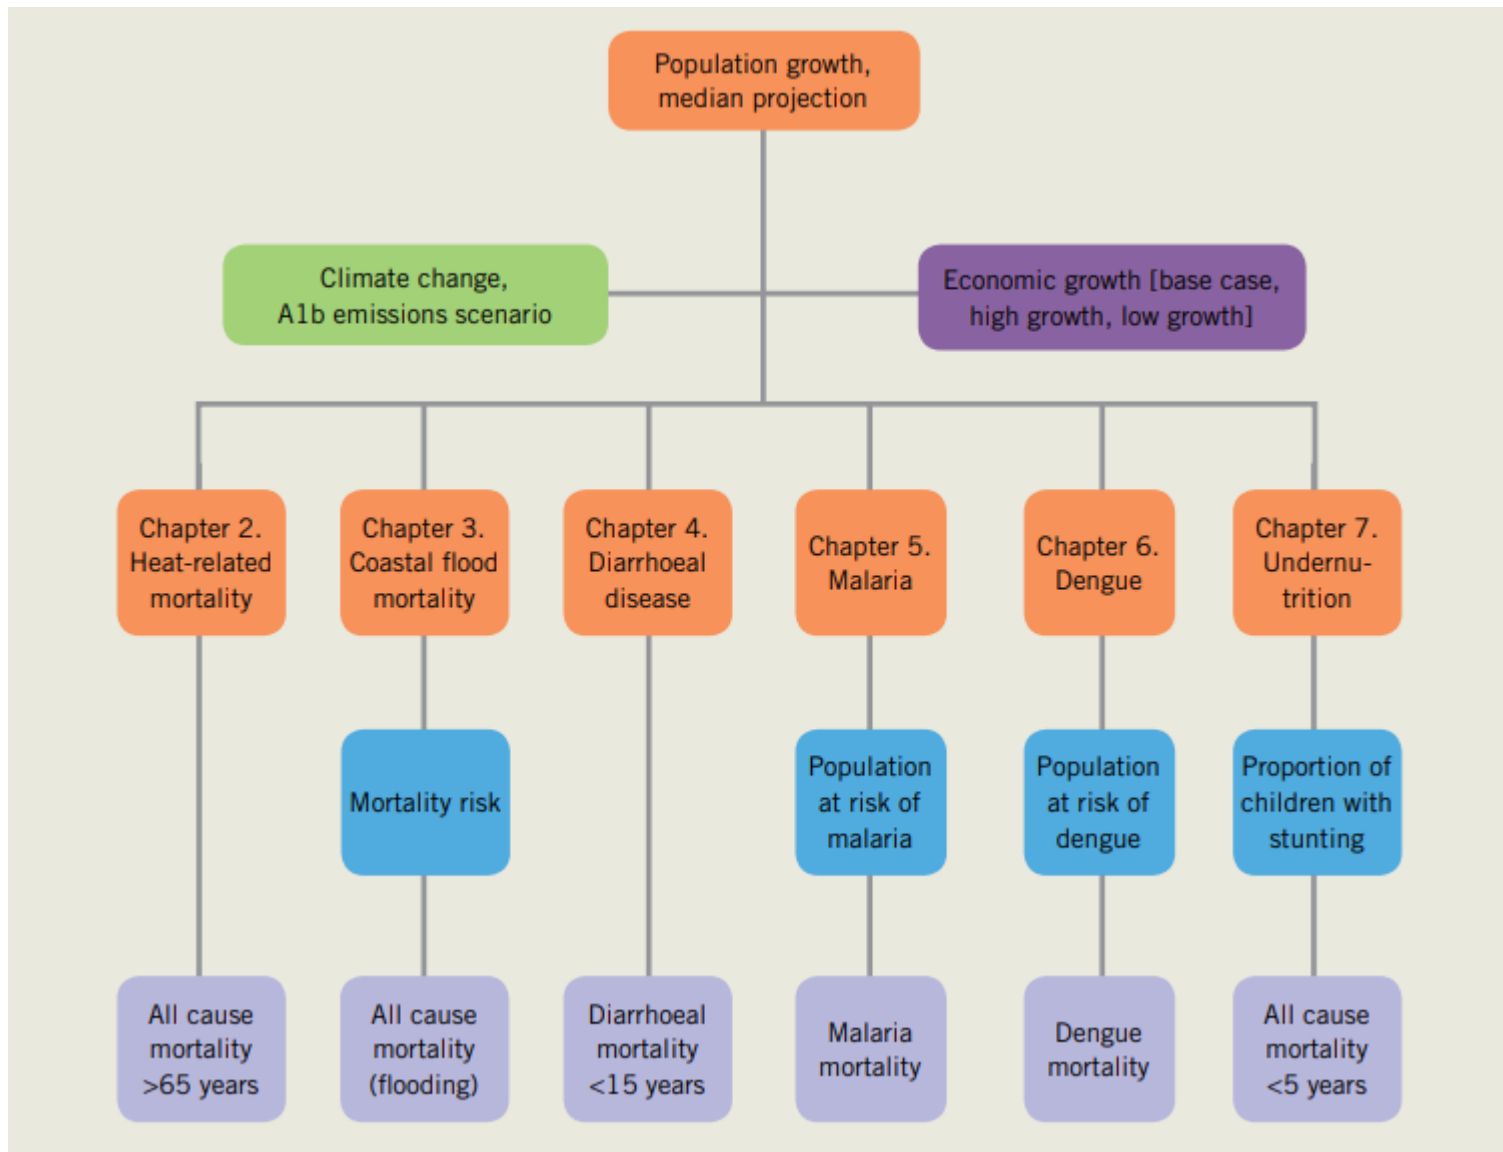 Population growth,
median projection
Climate change,
A1b emissions scenario
Economic growth [base case,
high growth, low growth]
Chapter 2.
Heat-related
mortality
Chapter 3.
Coastal flood
mortality
Chapter 4.
Diarrhoeal
disease
Chapter 5.
Malaria
Chapter 6.
Dengue
Chapter 7.
Undernu-
trition
Mortality risk
Population
at risk of
malaria
Population
at risk of
dengue
Proportion of
children with
stunting
All cause
mortality
>65 years
All cause
mortality
(flooding)
Diarrhoeal
mortality
<15 years
Malaria
mortality
Dengue
mortality
All cause
mortality
<5 years